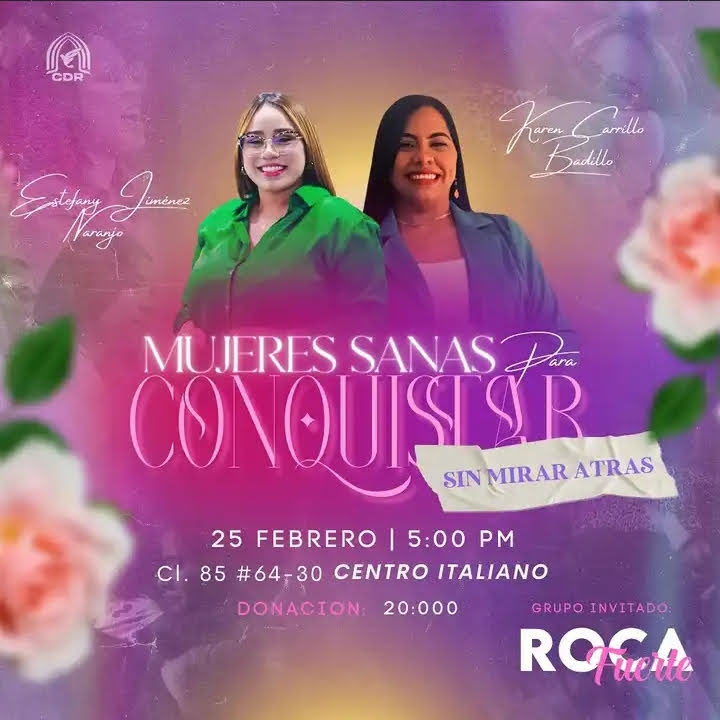 CDR
Karen Carrillo
Badillo
Estefany Jiménez
Naranjo
MUJERES SANAS Para
CONQUISTAR
SIN MIRAR ATRAS
25 FEBRERO | 5:00 PM
Cl. 85 #64-30 CENTRO ITALIANO
DONACION: 20:000
GRUPO INVITADO:
ROCA
Fuerte